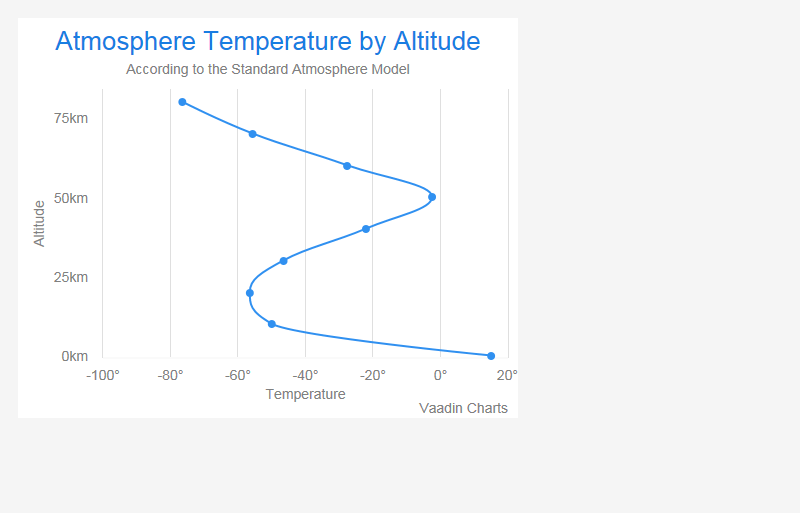 Atmosphere Temperature by Altitude
According to the Standard Atmosphere Model
75km
50km
Altitude
25km
0km
-100° -80° -60° -40° -20° 0° 20°
Temperature
Vaadin Charts